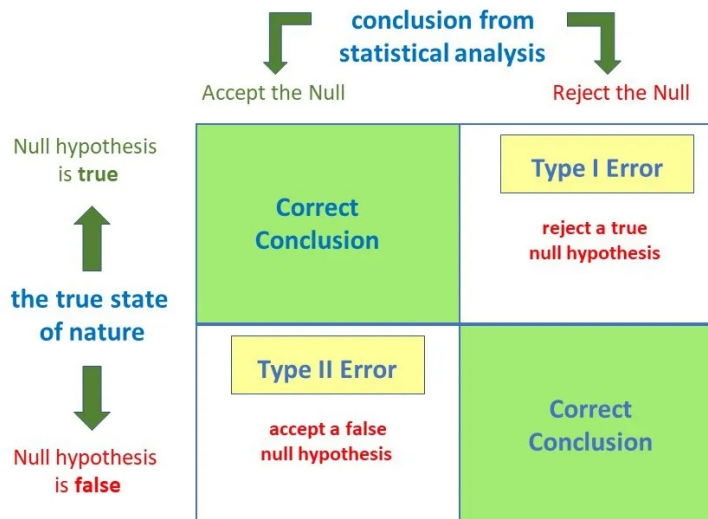 conclusion from
statistical analysis
Accept the Null
Reject the Null
Null hypothesis
is true
Correct
Conclusion
Type I Error
reject a true
null hypothesis
the true state
of nature
Type II Error
accept a false
null hypothesis
Correct
Conclusion
Null hypothesis
is false